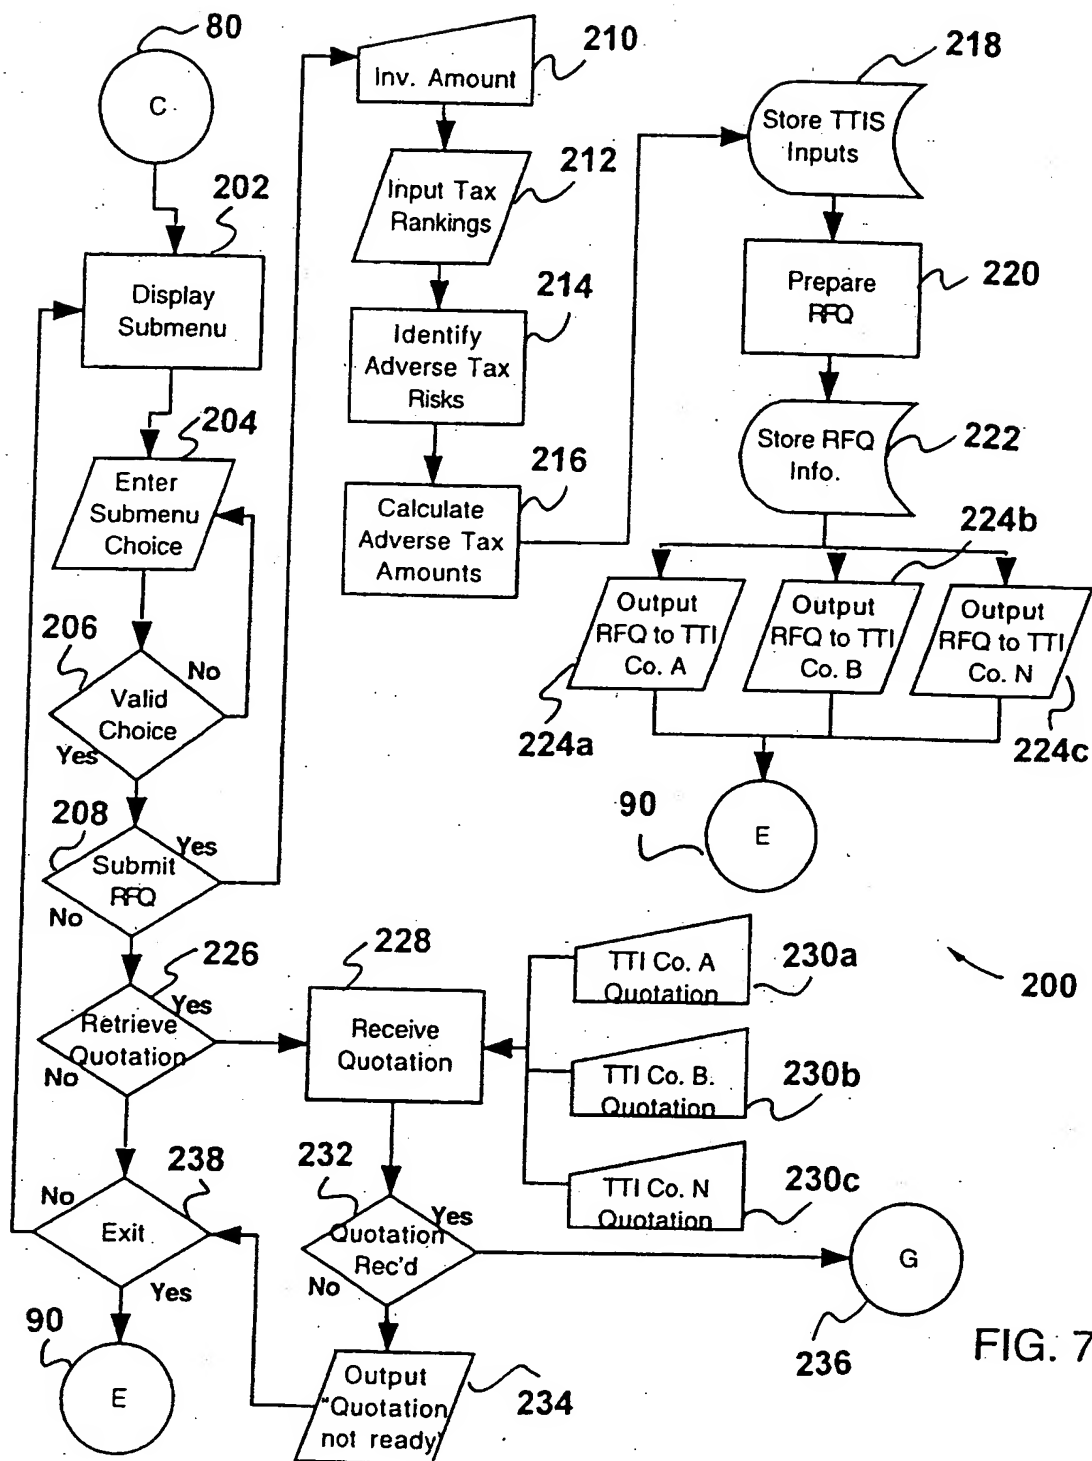 80
C
202
Display
Submenu
204
Enter
Submenu
Choice
206
No
Valid
Choice
Yes
208
Yes
Submit
RFQ
No
226
Yes
Retrieve
Quotation
No
238
No
Exit
Yes
90
E
210
Inv. Amount
212
Input Tax
Rankings
214
Identify
Adverse Tax
Risks
216
Calculate
Adverse Tax
Amounts
218
Store TTIS
Inputs
220
Prepare
RFQ
222
Store RFQ
Info.
224b
Output
RFQ to TTI
Co. A
Output
RFQ to TTI
Co. B
Output
RFQ to TTI
Co. N
224a
224c
90
E
228
Receive
Quotation
TTI Co. A
Quotation
230a
TTI Co. B.
Quotation
230b
TTI Co. N
Quotation
230c
200
232
Yes
Quotation
Rec'd
No
G
236
Output
"Quotation
not ready'
234
FIG. 7